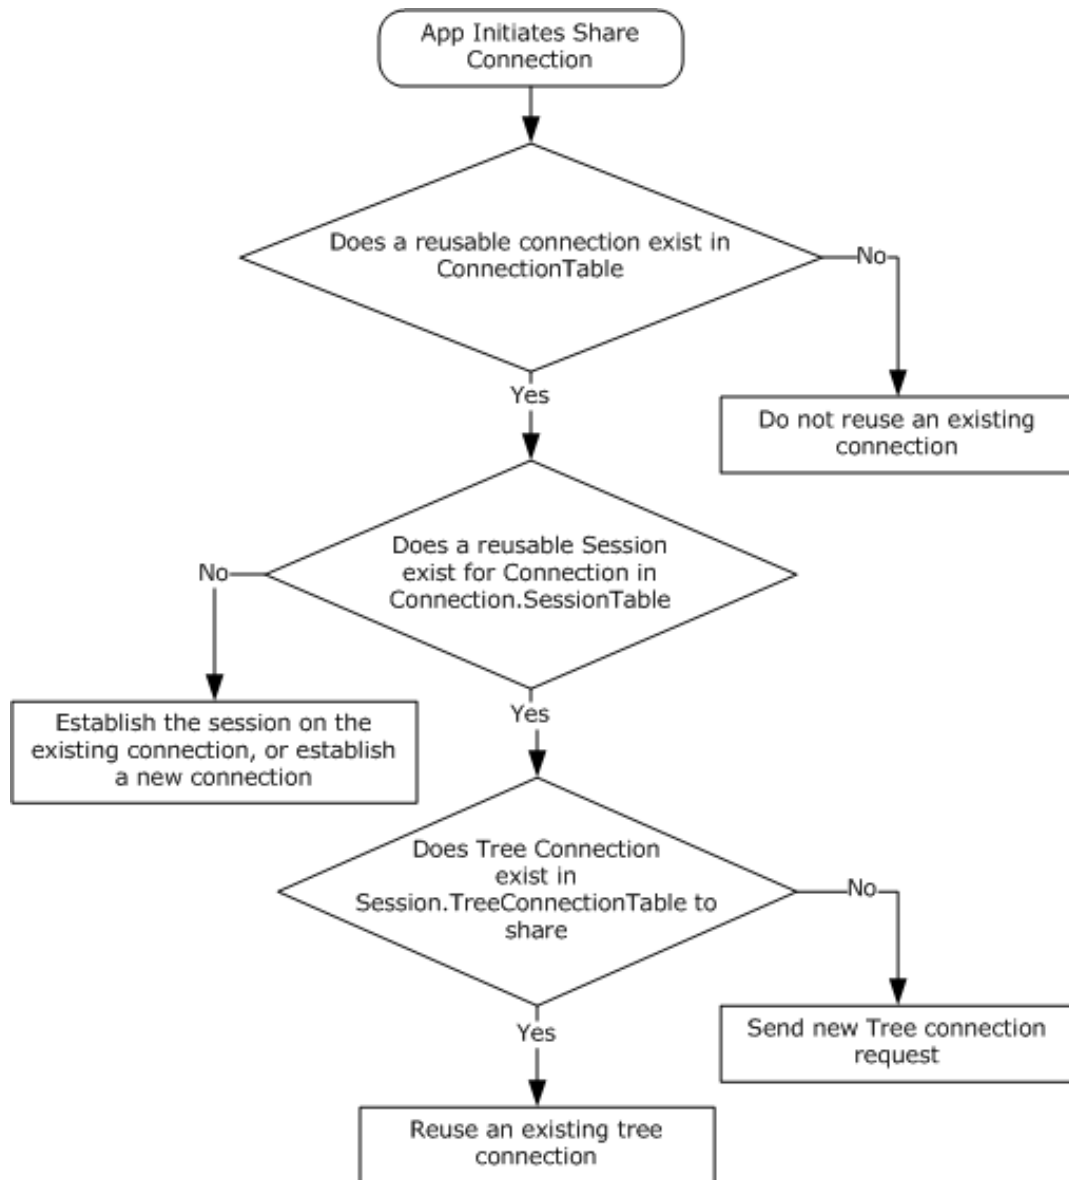 App Initiates Share
Connection
Does a reusable connection exist in
ConnectionTable
No
Yes
Do not reuse an existing
connection
Does a reusable Session
exist for Connection in
Connection.SessionTable
No
Yes
Establish the session on the
existing connection, or establish
a new connection
Does Tree Connection
exist in
Session.TreeConnectionTable to
share
No
Yes
Send new Tree connection
request
Reuse an existing tree
connection